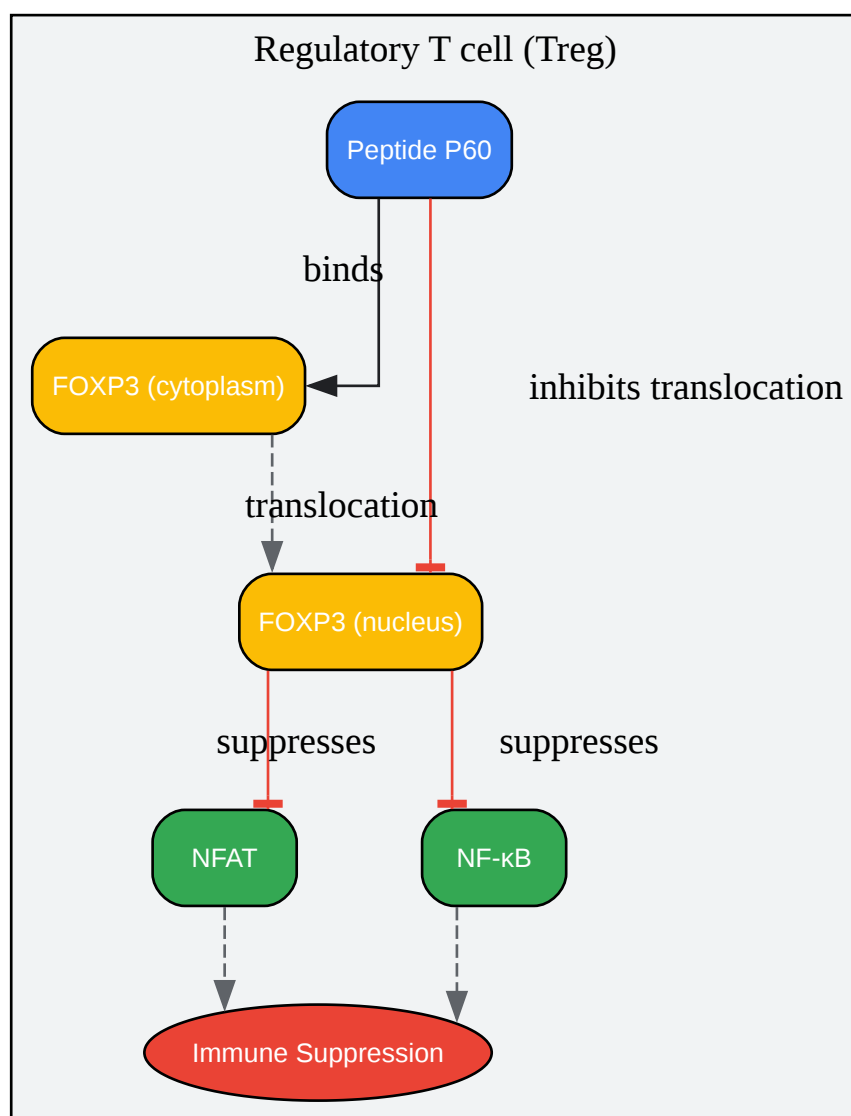 Regulatory T cell (Treg)
Peptide P60
binds
FOXP3 (cytoplasm)
inhibits translocation
translocation
FOXP3 (nucleus)
suppresses
suppresses
NFAT
NF-κB
Immune Suppression